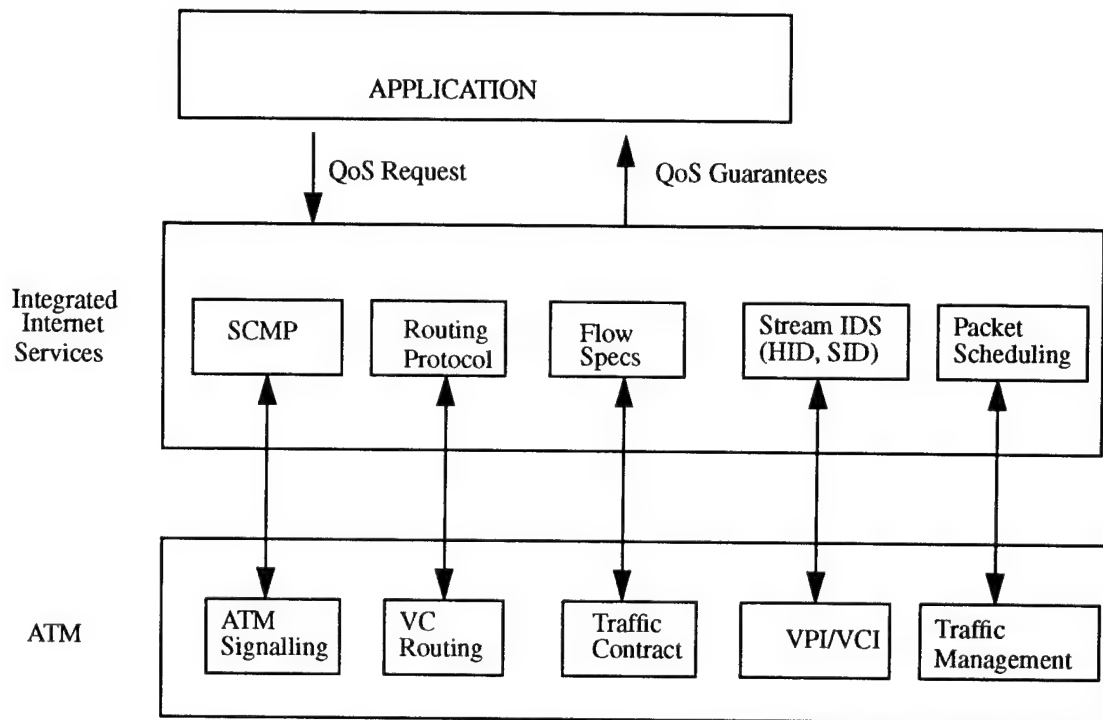 APPLICATION
QoS Request
QoS Guarantees
Integrated
Internet
Services
SCMP
Routing
Protocol
Flow
Specs
Stream IDS
(HID, SID)
Packet
Scheduling
ATM
ATM
Signalling
VC
Routing
Traffic
Contract
VPI/VCI
Traffic
Management